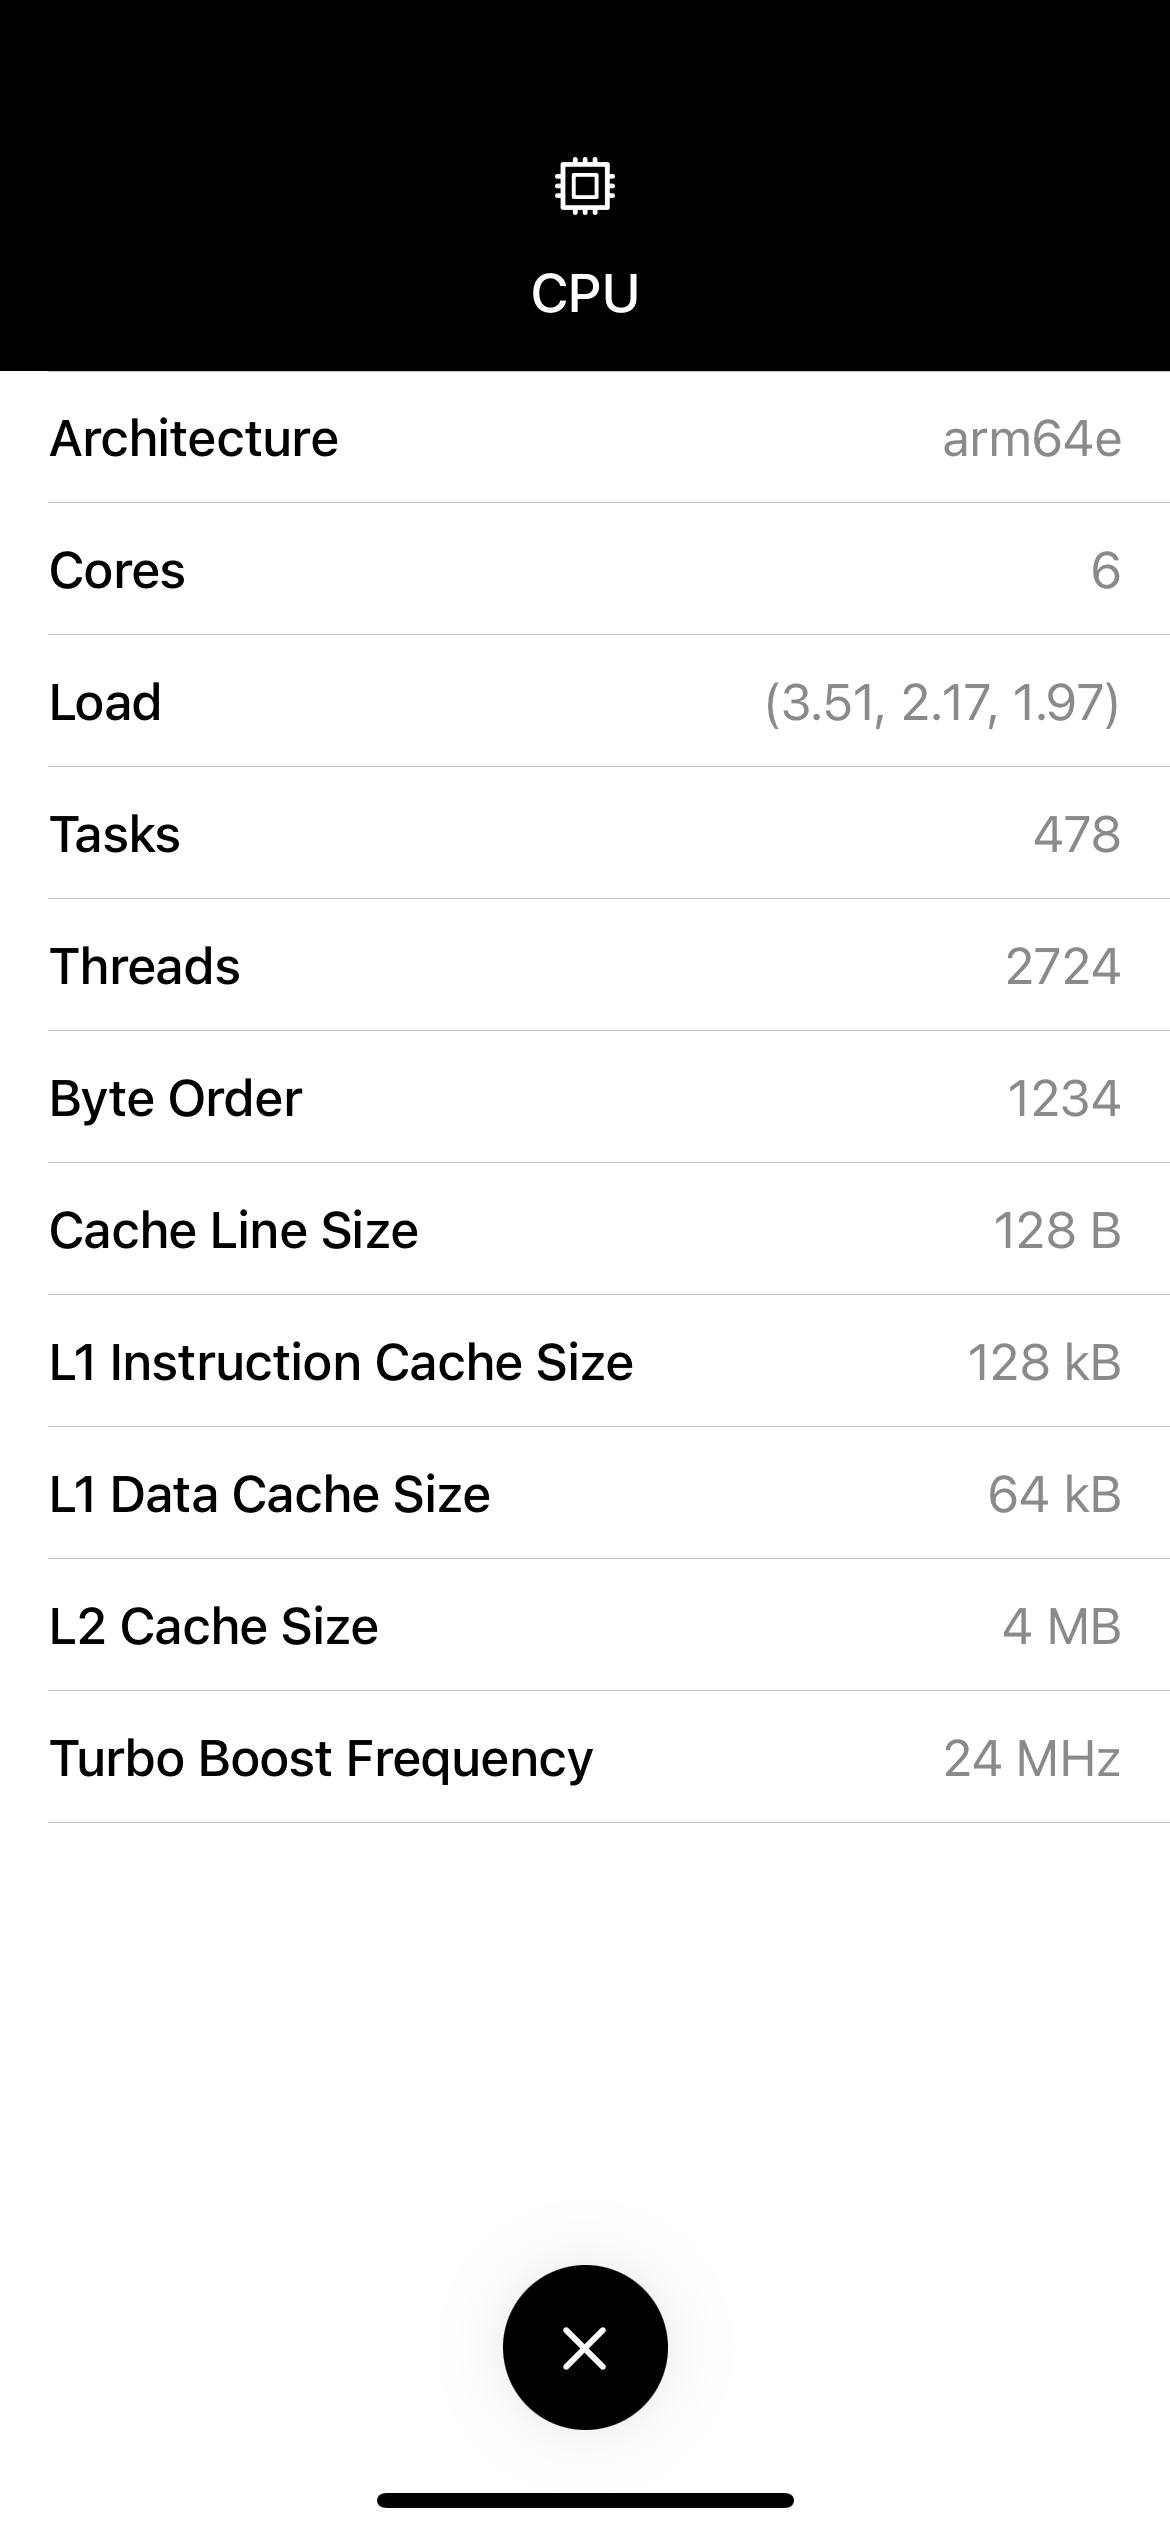 CPU
Architecture arm64e
Cores 6
Load (3.51, 2.17, 1.97)
Tasks 478
Threads 2724
Byte Order 1234
Cache Line Size 128 B
L1 Instruction Cache Size 128 kB
L1 Data Cache Size 64 kB
L2 Cache Size 4 MB
Turbo Boost Frequency 24 MHz